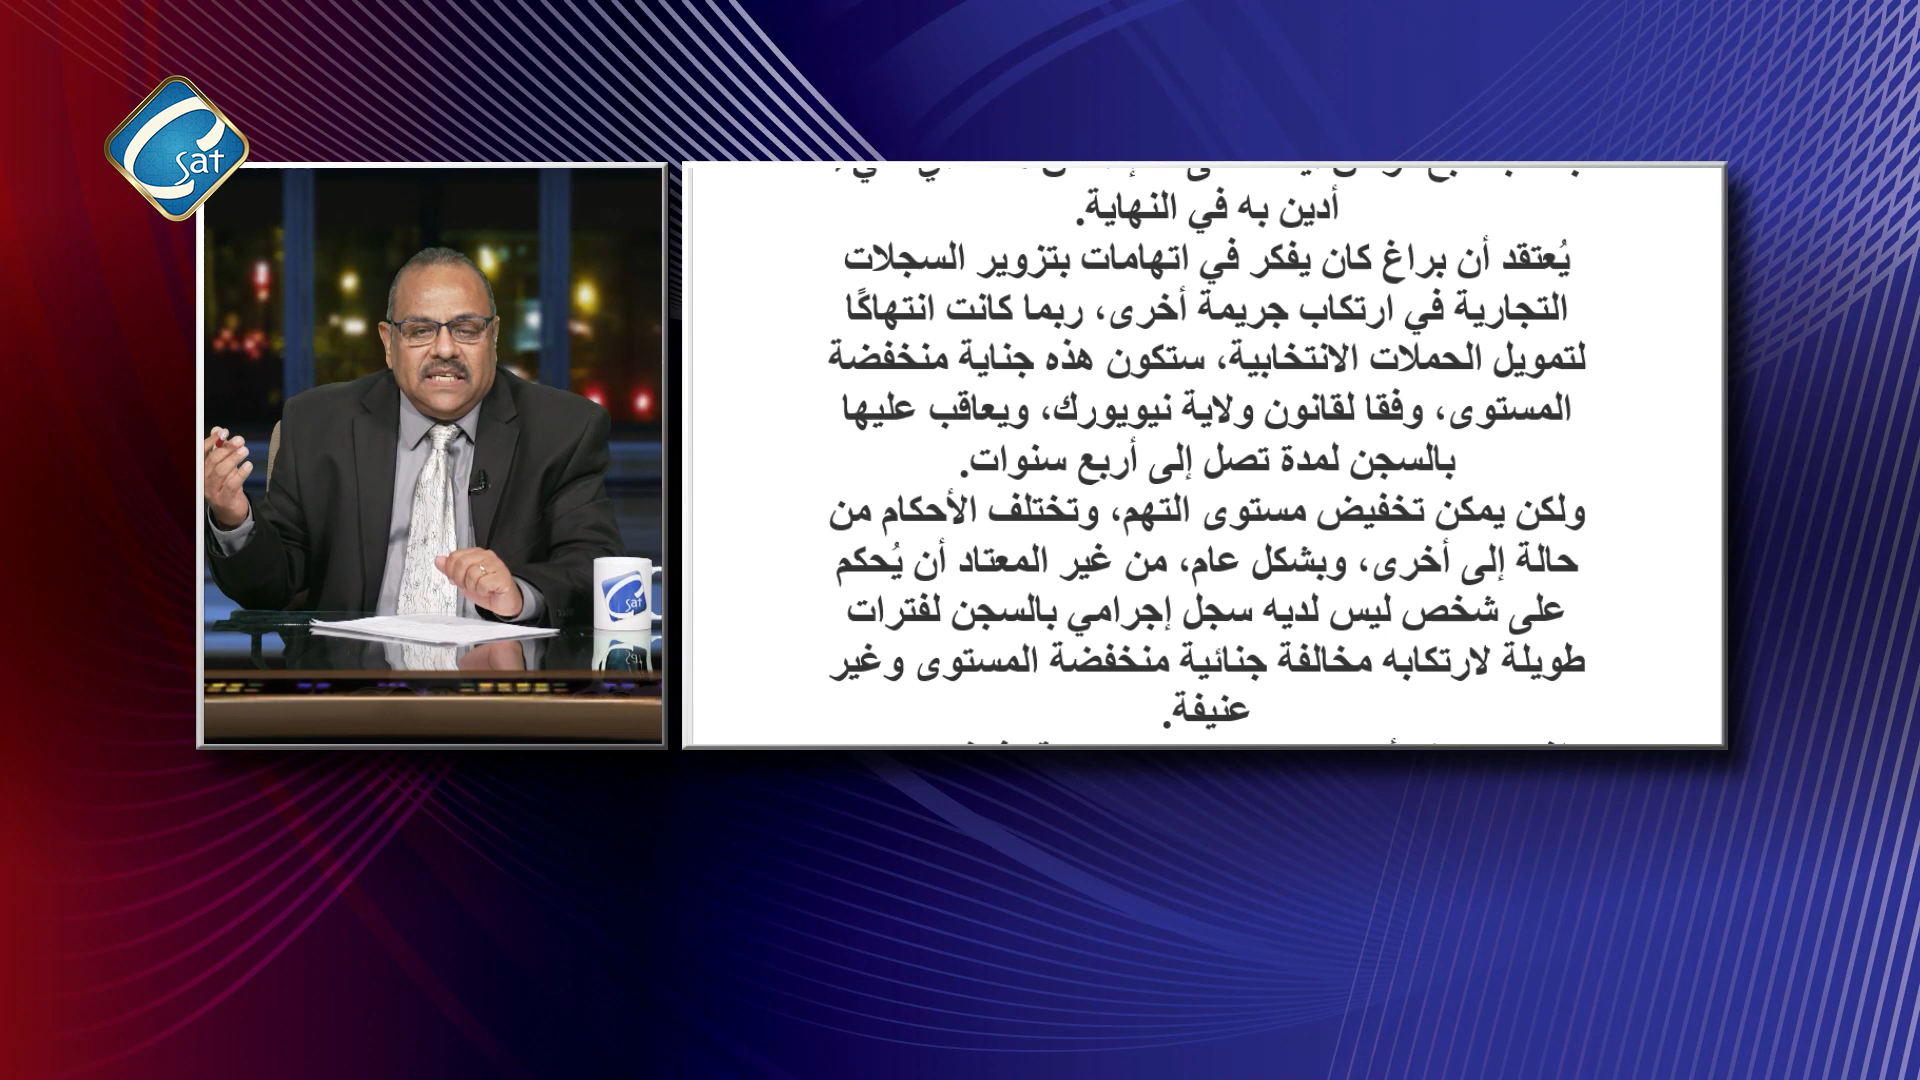 C Sat
أدين به في النهاية.
يُعتقد أن براغ كان يفكر في اتهامات بتزوير السجلات
التجارية في ارتكاب جريمة أخرى، ربما كانت انتهاكًا
لتمويل الحملات الانتخابية، ستكون هذه جناية منخفضة
المستوى، وفقا لقانون ولاية نيويورك، ويعاقب عليها
بالسجن لمدة تصل إلى أربع سنوات.
ولكن يمكن تخفيض مستوى التهم، وتختلف الأحكام من
حالة إلى أخرى، وبشكل عام، من غير المعتاد أن يُحكم
على شخص ليس لديه سجل إجرامي بالسجن لفترات
طويلة لارتكابه مخالفة جنائية منخفضة المستوى وغير
عنيفة.
C Sat